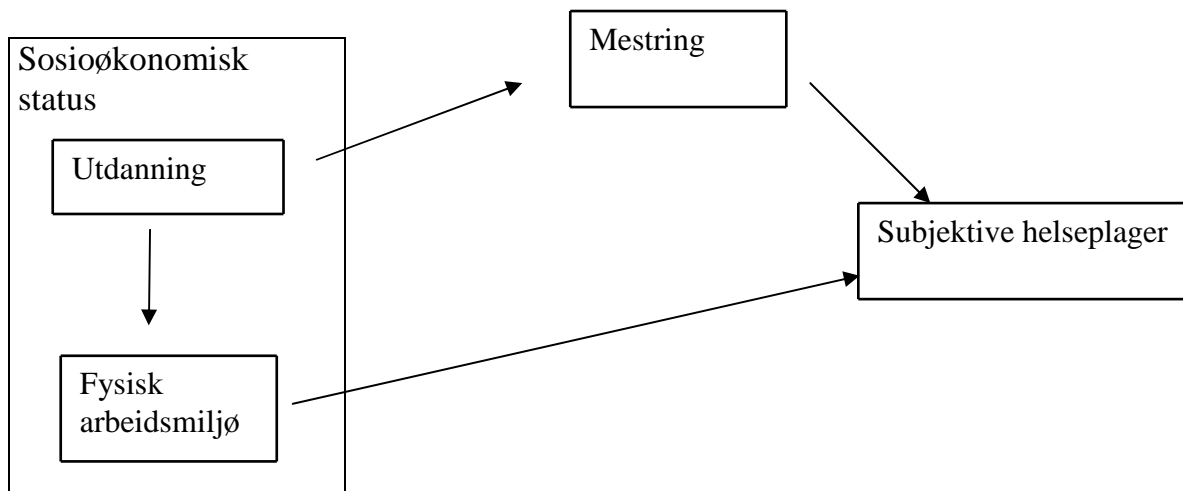 Sosioøkonomisk
status
Utdanning
Fysisk
arbeidsmiljø
Mestring
Subjektive helseplager